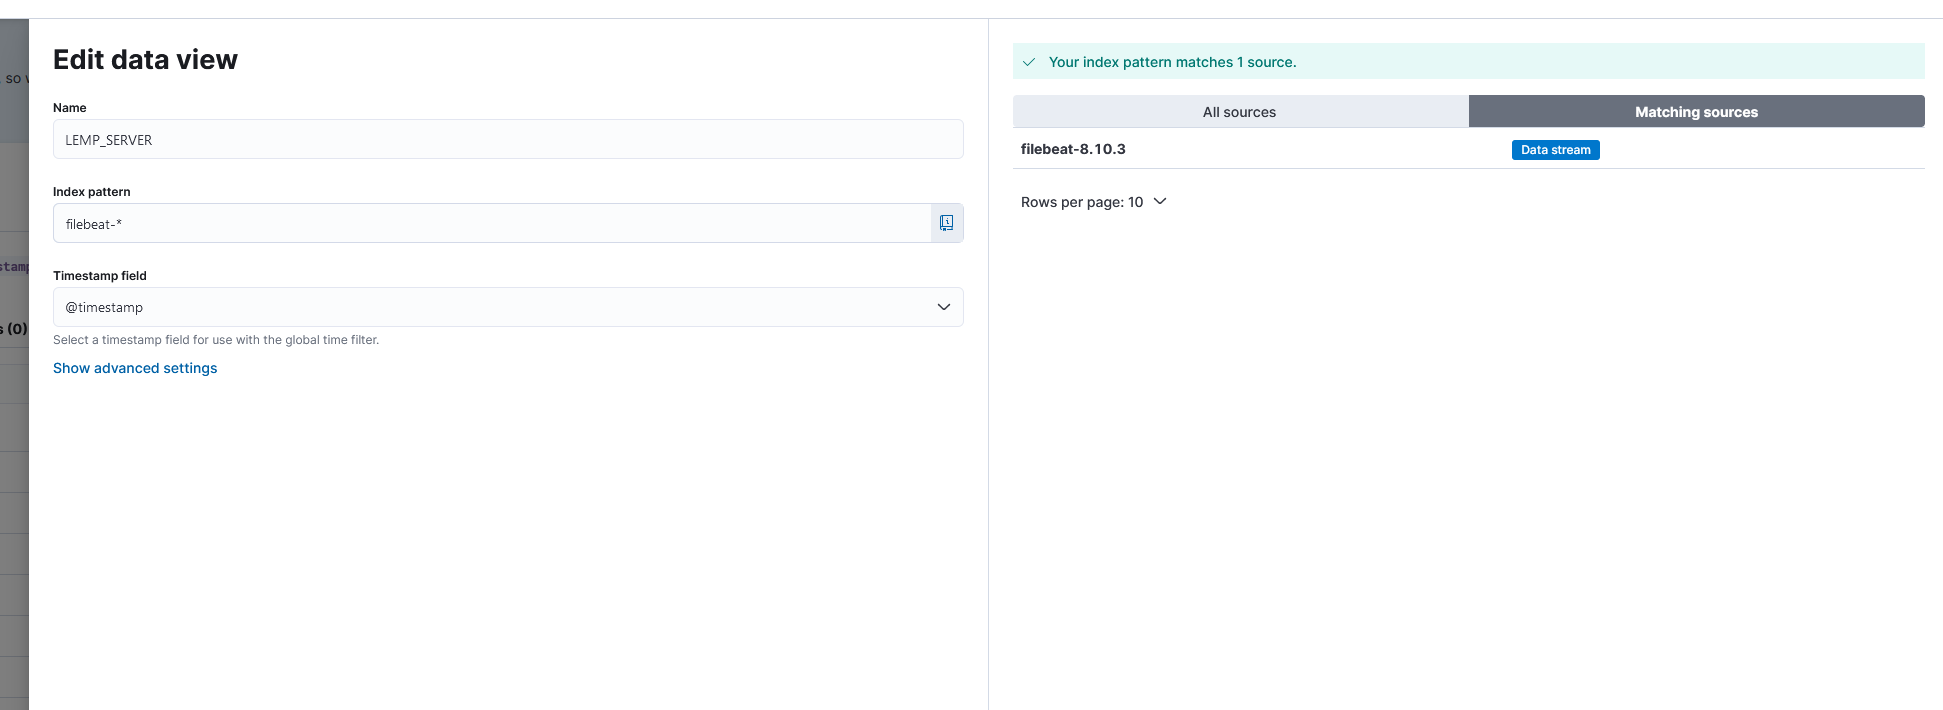 so
Edit data view
Name
LEMP_SERVER
Index pattern
filebeat-*
stamp
Timestamp field
@timestamp
s (0)
Select a timestamp field for use with the global time filter.
Show advanced settings
Your index pattern matches 1 source.
All sources
Matching sources
filebeat-8.10.3
Data stream
Rows per page: 10